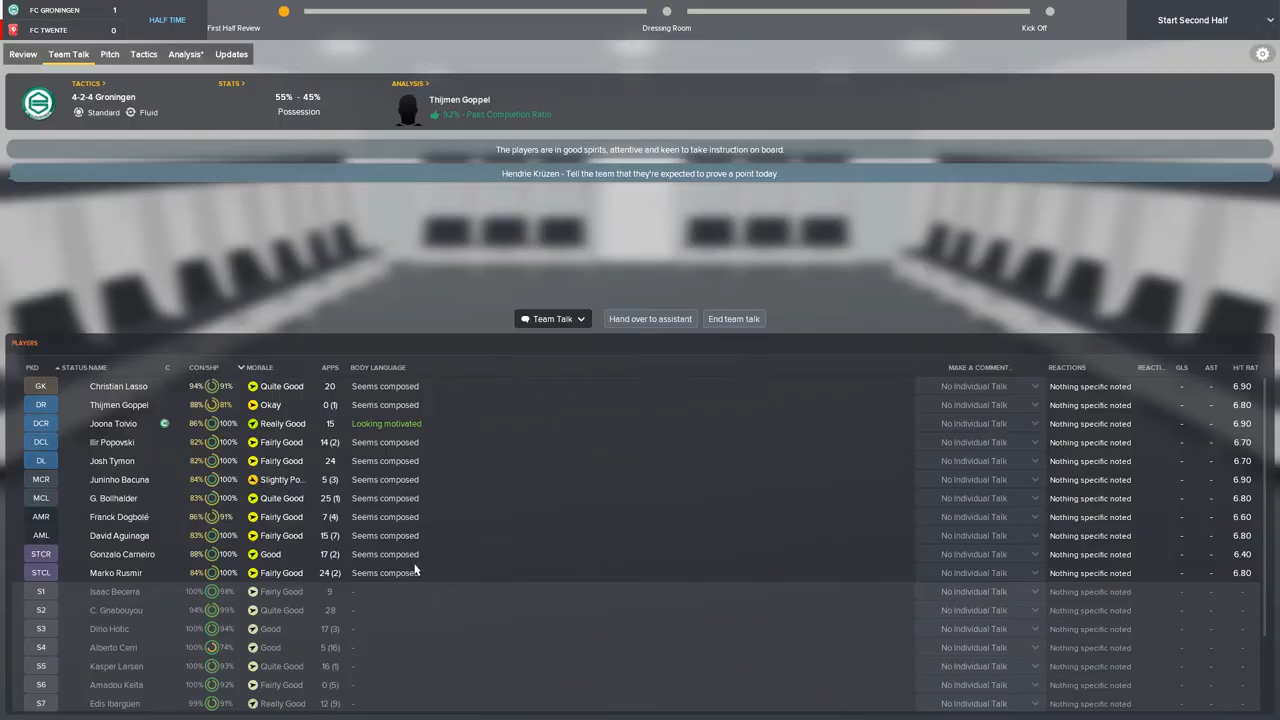 FC GRONINGEN 1
FC TWENTE 0
HALF TIME
First Half Review
Dressing Room
Kick Off
Start Second Half
Review Team Talk Pitch Tactics Analysis* Updates
TACTICS >
4-2-4 Groningen
Standard Fluid
STATS >
55% - 45%
Possession
ANALYSIS >
Thijmen Goppel
92% - Pass Completion Ratio
The players are in good spirits, attentive and keen to take instruction on board.
Hendrie Krüzen - Tell the team that they're expected to prove a point today
Team Talk Hand over to assistant End team talk
PLAYERS
PKD STATUS NAME C CON/SHP MORALE APPS BODY LANGUAGE MAKE A COMMENT... REACTIONS REACTI... GLS AST H/T RAT
GK Christian Lasso 94% 91% Quite Good 20 Seems composed No Individual Talk Nothing specific noted - - 6.90
DR Thijmen Goppel 88% 81% Okay 0 (1) Seems composed No Individual Talk Nothing specific noted - - 6.80
DCR Joona Toivio C 86% 100% Really Good 15 Looking motivated No Individual Talk Nothing specific noted - - 6.90
DCL Ilir Popovski 82% 100% Fairly Good 14 (2) Seems composed No Individual Talk Nothing specific noted - - 6.70
DL Josh Tymon 82% 100% Fairly Good 24 Seems composed No Individual Talk Nothing specific noted - - 6.70
MCR Juninho Bacuna 84% 100% Slightly Po... 5 (3) Seems composed No Individual Talk Nothing specific noted - - 6.90
MCL G. Bollhalder 83% 100% Quite Good 25 (1) Seems composed No Individual Talk Nothing specific noted - - 6.80
AMR Franck Dogbolé 86% 91% Fairly Good 7 (4) Seems composed No Individual Talk Nothing specific noted - - 6.60
AML David Aguinaga 83% 100% Fairly Good 15 (7) Seems composed No Individual Talk Nothing specific noted - - 6.80
STCR Gonzalo Carneiro 88% 100% Good 17 (2) Seems composed No Individual Talk Nothing specific noted - - 6.40
STCL Marko Rusmir 84% 100% Fairly Good 24 (2) Seems composed No Individual Talk Nothing specific noted - - 6.80
S1 Isaac Becerra 100% 98% Fairly Good 9 - No Individual Talk Nothing specific noted - - -
S2 C. Gnabouyou 94% 99% Quite Good 28 - No Individual Talk Nothing specific noted - - -
S3 Dino Hotic 100% 94% Good 17 (3) - No Individual Talk Nothing specific noted - - -
S4 Alberto Cerri 100% 74% Good 5 (16) - No Individual Talk Nothing specific noted - - -
S5 Kasper Larsen 100% 93% Quite Good 16 (1) - No Individual Talk Nothing specific noted - - -
S6 Amadou Keita 100% 92% Fairly Good 0 (5) - No Individual Talk Nothing specific noted - - -
S7 Edis Ibargüen 99% 91% Really Good 12 (9) - No Individual Talk Nothing specific noted - - -